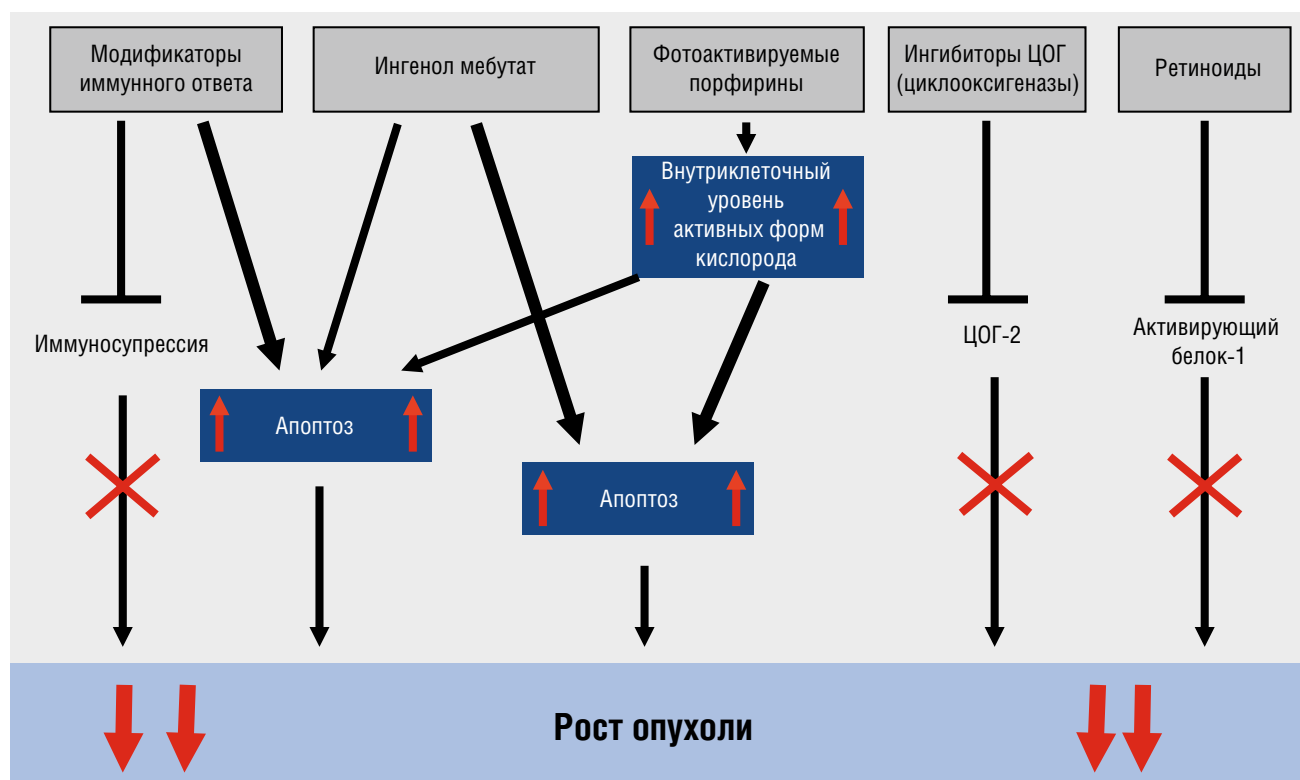 Модификаторы
иммунного ответа
Ингенол мебутат
Фотоактивируемые
порфирины
Ингибиторы ЦОГ
(циклооксигеназы)
Ретиноиды
Внутриклеточный
уровень
активных форм
кислорода
Иммуносупрессия
ЦОГ-2
Активирующий
белок-1
Апоптоз
Апоптоз
Рост опухоли